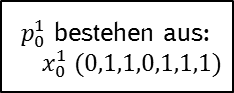 p₀¹ bestehen aus:
x₀¹ (0,1,1,0,1,1,1)